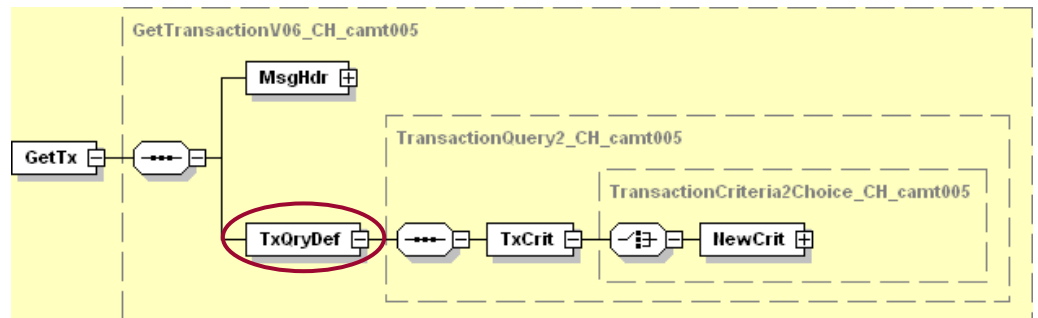 GetTransactionV06_CH_camt005
MsgHdr
TransactionQuery2_CH_camt005
GetTx
TransactionCriteria2Choice_CH_camt005
TxQryDef
TxCrit
NewCrit